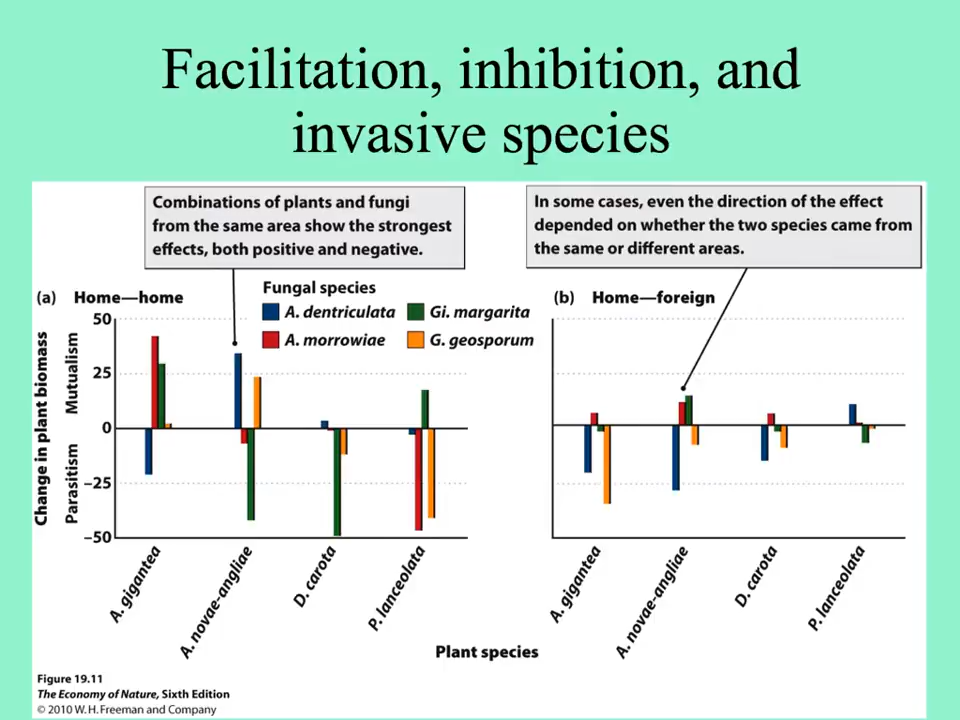 Facilitation, inhibition, and
invasive species
Combinations of plants and fungi
from the same area show the strongest
effects, both positive and negative.
In some cases, even the direction of the effect
depended on whether the two species came from
the same or different areas.
(a) Home—home
Fungal species
A. dentriculata
Gi. margarita
A. morrowiae
G. geosporum
(b) Home—foreign
Change in plant biomass
Mutualism
Parasitism
50
25
0
–25
–50
A. gigantea
A. novae-angliae
D. carota
P. lanceolata
A. gigantea
A. novae-angliae
D. carota
P. lanceolata
Plant species
Figure 19.11
The Economy of Nature, Sixth Edition
© 2010 W. H. Freeman and Company